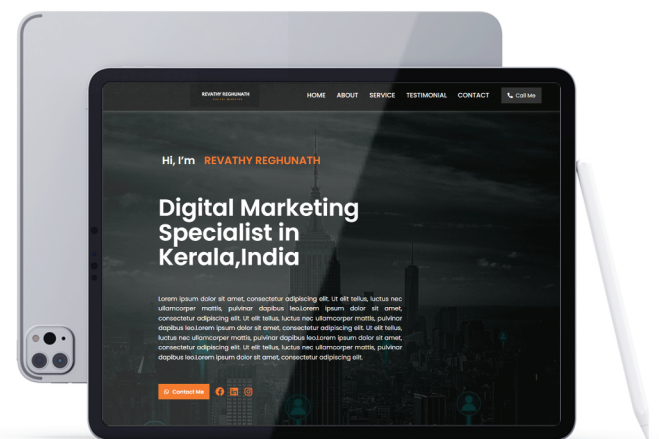 REVATHY REGHUNATH
HOME ABOUT SERVICE TESTIMONIAL CONTACT Call Me
Hi, I'm REVATHY REGHUNATH
Digital Marketing
Specialist in
Kerala,India
Lorem ipsum dolor sit amet, consectetur adipiscing elit. Ut elit tellus, luctus nec
ullamcorper mattis, pulvinar dapibus leo.Lorem ipsum dolor sit amet,
consectetur adipiscing elit. Ut elit tellus, luctus nec ullamcorper mattis, pulvinar
dapibus leo.Lorem ipsum dolor sit amet, consectetur adipiscing elit. Ut elit tellus,
luctus nec ullamcorper mattis, pulvinar dapibus leo.Lorem ipsum dolor sit amet,
consectetur adipiscing elit. Ut elit tellus, luctus nec ullamcorper mattis, pulvinar
dapibus leo.Lorem ipsum dolor sit amet, consectetur adipiscing elit.
Contact Me